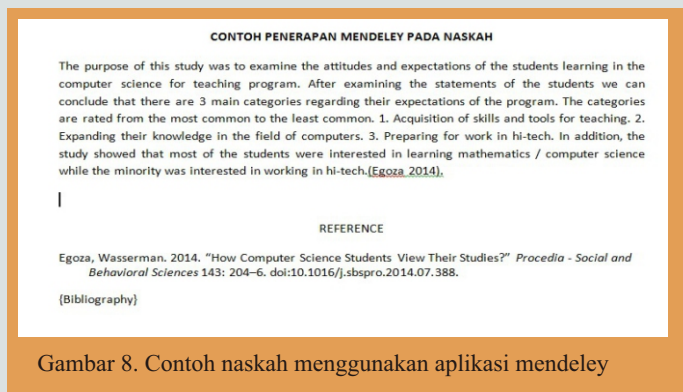 CONTOH PENERAPAN MENDELEY PADA NASKAH
The purpose of this study was to examine the attitudes and expectations of the students learning in the
computer science for teaching program. After examining the statements of the students we can
conclude that there are 3 main categories regarding their expectations of the program. The categories
are rated from the most common to the least common. 1. Acquisition of skills and tools for teaching. 2.
Expanding their knowledge in the field of computers. 3. Preparing for work in hi-tech. In addition, the
study showed that most of the students were interested in learning mathematics / computer science
while the minority was interested in working in hi-tech.(Egoza 2014).
REFERENCE
Egoza, Wasserman. 2014. “How Computer Science Students View Their Studies?” Procedia - Social and
Behavioral Sciences 143: 204–6. doi:10.1016/j.sbspro.2014.07.388.
{Bibliography}
Gambar 8. Contoh naskah menggunakan aplikasi mendeley